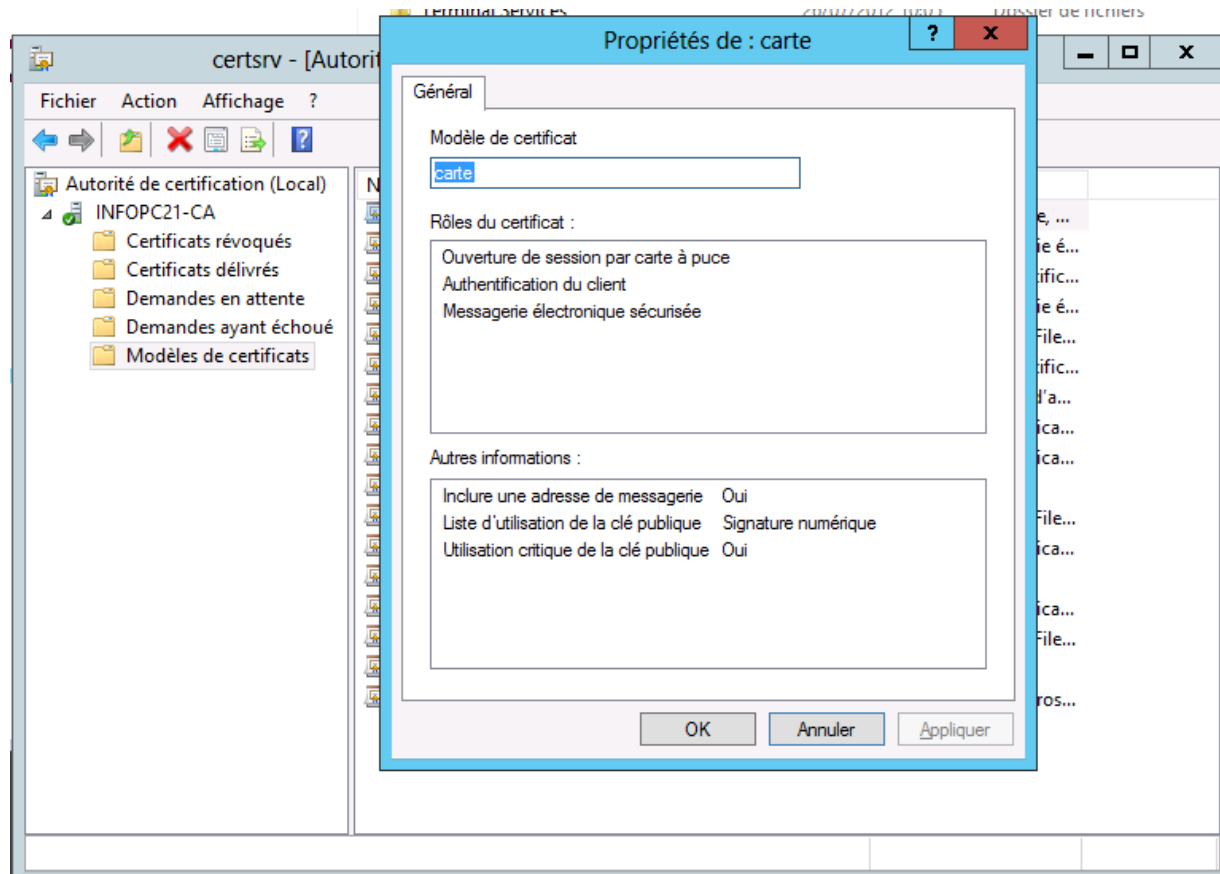 Terminal Services
certsrv - [Autorit
Propriétés de : carte
?
x
Fichier Action Affichage ?
Général
Modèle de certificat
carte
Autorité de certification (Local)
INFOPC21-CA
Certificats révoqués
Certificats délivrés
Demandes en attente
Demandes ayant échoué
Modèles de certificats
N
Rôles du certificat :
Ouverture de session par carte à puce
Authentification du client
Messagerie électronique sécurisée
Autres informations :
Inclure une adresse de messagerie Oui
Liste d'utilisation de la clé publique Signature numérique
Utilisation critique de la clé publique Oui
OK Annuler Appliquer
e, ...
ie é...
tific...
ie é...
File...
tific...
d'a...
ica...
ica...
File...
ica...
ica...
File...
ros...